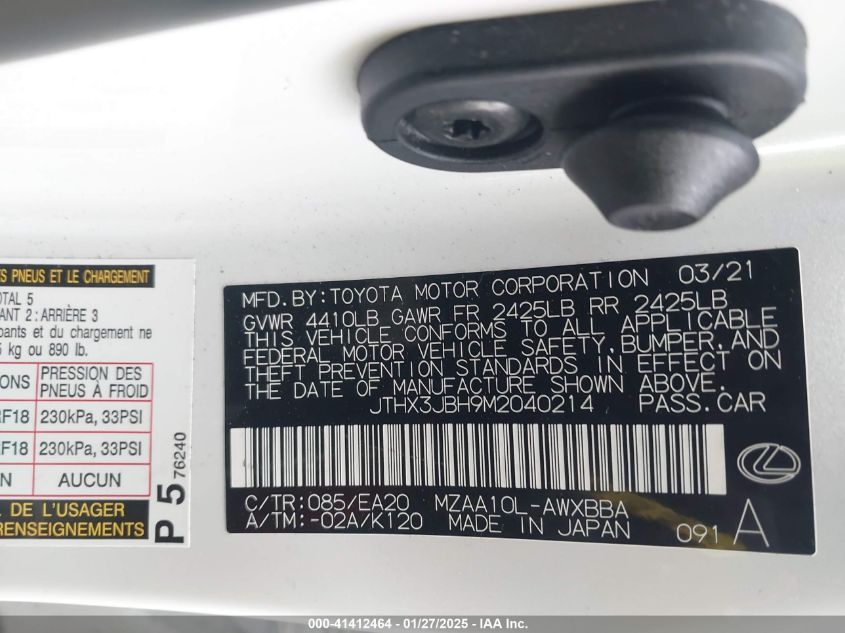 S PNEUS ET LE CHARGEMENT
OTAL 5
ANT 2 : ARRIÈRE 3
pants et du chargement ne
5 kg ou 890 lb.
ONS PRESSION DES
PNEUS À FROID
RF18 230kPa, 33PSI
RF18 230kPa, 33PSI
N AUCUN
L DE L'USAGER
RENSEIGNEMENTS
P 5 76240
MFD. BY: TOYOTA MOTOR CORPORATION 03/21
GVWR 4410LB GAWR FR 2425LB RR 2425LB
THIS VEHICLE CONFORMS TO ALL APPLICABLE
FEDERAL MOTOR VEHICLE SAFETY, BUMPER, AND
THEFT PREVENTION STANDARDS IN EFFECT ON
THE DATE OF MANUFACTURE SHOWN ABOVE.
JTHX3JBH9M2040214 PASS. CAR
C/TR: 085/EA20 MZAA10L-AWXBBA
A/TM: -02A/K120 MADE IN JAPAN 091 A
000-41412464 | 01/27/2025 - IAA Inc.